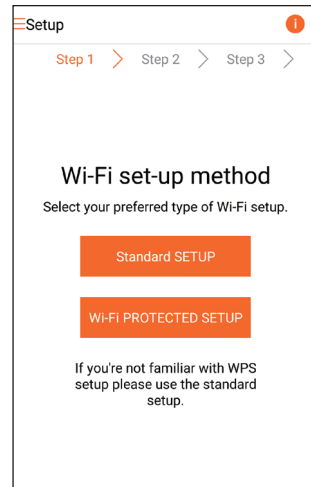 Setup
i
Step 1 Step 2 Step 3
Wi-Fi set-up method
Select your preferred type of Wi-Fi setup.
Standard SETUP
Wi-Fi PROTECTED SETUP
If you're not familiar with WPS
setup please use the standard
setup.